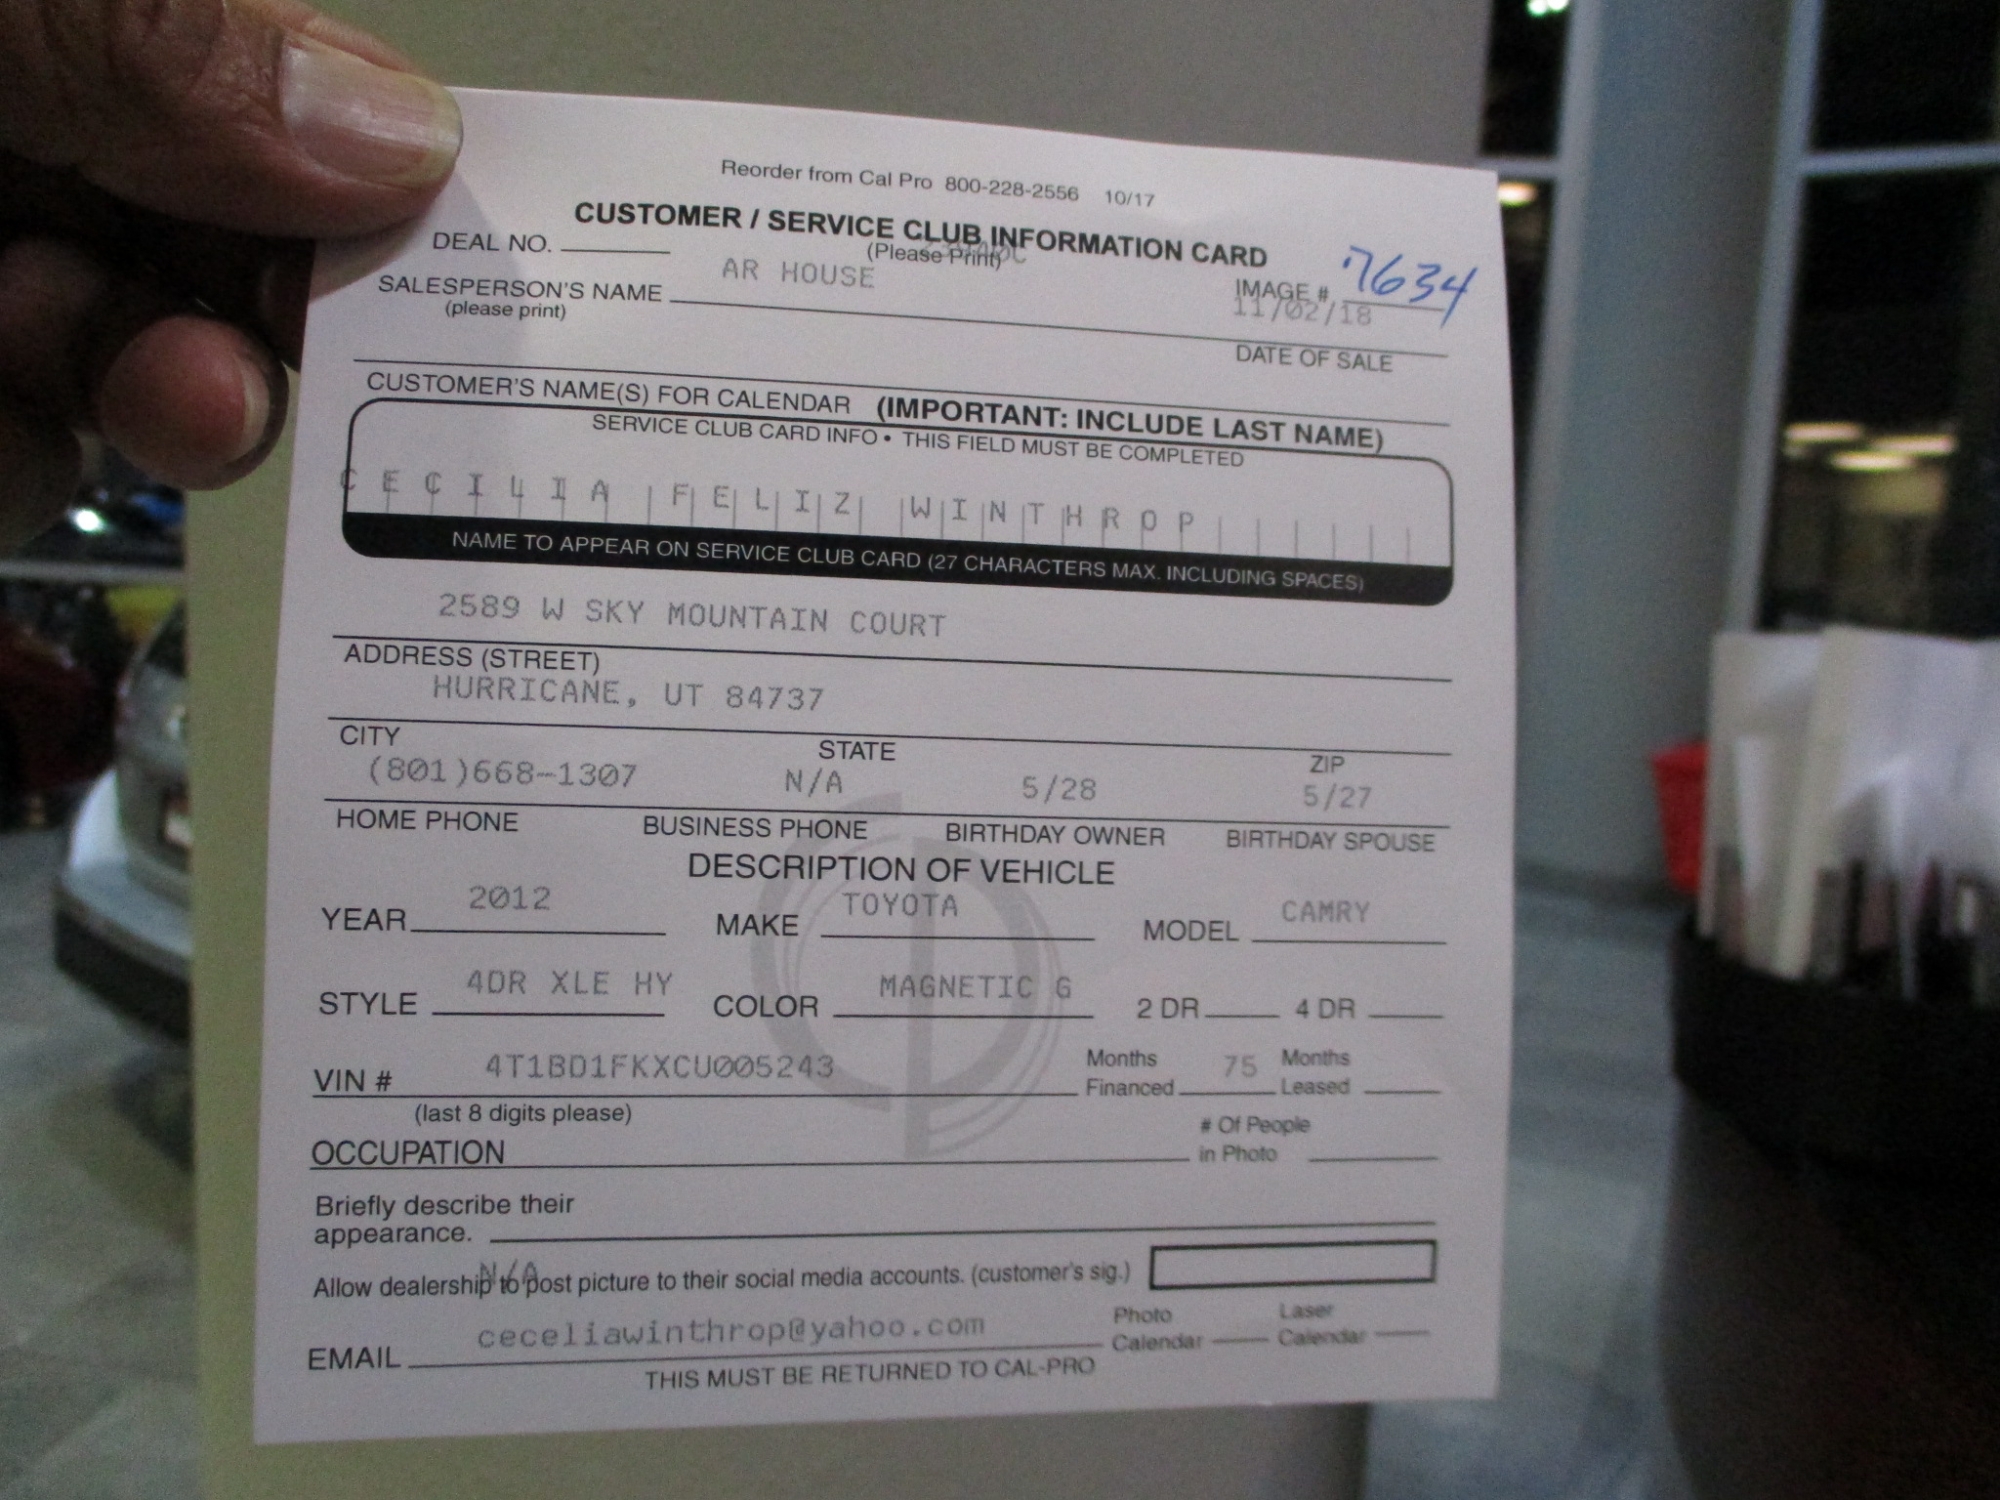 Reorder from Cal Pro 800-228-2556 10/17
CUSTOMER / SERVICE CLUB INFORMATION CARD
DEAL NO. (Please Print)
AR HOUSE
SALESPERSON'S NAME IMAGE # 7634
(please print) 11/02/18
DATE OF SALE
CUSTOMER'S NAME(S) FOR CALENDAR (IMPORTANT: INCLUDE LAST NAME)
SERVICE CLUB CARD INFO • THIS FIELD MUST BE COMPLETED
CECILIA FELIZ WINTHROP
NAME TO APPEAR ON SERVICE CLUB CARD (27 CHARACTERS MAX. INCLUDING SPACES)
2589 W SKY MOUNTAIN COURT
ADDRESS (STREET)
HURRICANE, UT 84737
CITY STATE ZIP
(801)668-1307 N/A 5/28 5/27
HOME PHONE BUSINESS PHONE BIRTHDAY OWNER BIRTHDAY SPOUSE
DESCRIPTION OF VEHICLE
YEAR 2012 MAKE TOYOTA MODEL CAMRY
STYLE 4DR XLE HY COLOR MAGNETIC G 2 DR 4 DR
VIN # 4T1BD1FKXCU005243 Months Financed 75 Months Leased
(last 8 digits please)
OCCUPATION # Of People in Photo
Briefly describe their
appearance.
N/A
Allow dealership to post picture to their social media accounts. (customer's sig.)
EMAIL ceceliawinthrop@yahoo.com Photo Calendar Laser Calendar
THIS MUST BE RETURNED TO CAL-PRO